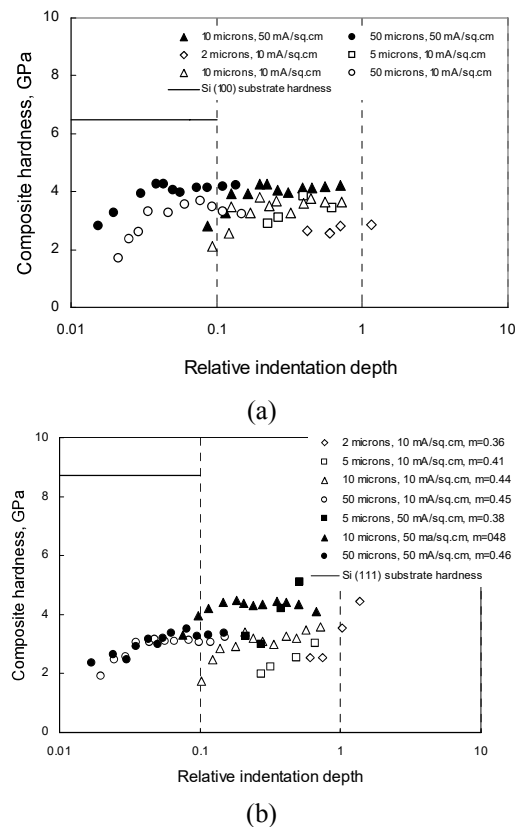 10 microns, 50 mA/sq.cm
50 microns, 50 mA/sq.cm
2 microns, 10 mA/sq.cm
5 microns, 10 mA/sq.cm
10 microns, 10 mA/sq.cm
50 microns, 10 mA/sq.cm
Si (100) substrate hardness
Composite hardness, GPa
10
8
6
4
2
0
0.01
0.1
1
10
Relative indentation depth
(a)
2 microns, 10 mA/sq.cm, m=0.36
5 microns, 10 mA/sq.cm, m=0.41
10 microns, 10 mA/sq.cm, m=0.44
50 microns, 10 mA/sq.cm, m=0.45
5 microns, 50 mA/sq.cm, m=0.38
10 microns, 50 ma/sq.cm, m=048
50 microns, 50 mA/sq.cm, m=0.46
Si (111) substrate hardness
Composite hardness, GPa
10
8
6
4
2
0
0.01
0.1
1
10
Relative indentation depth
(b)